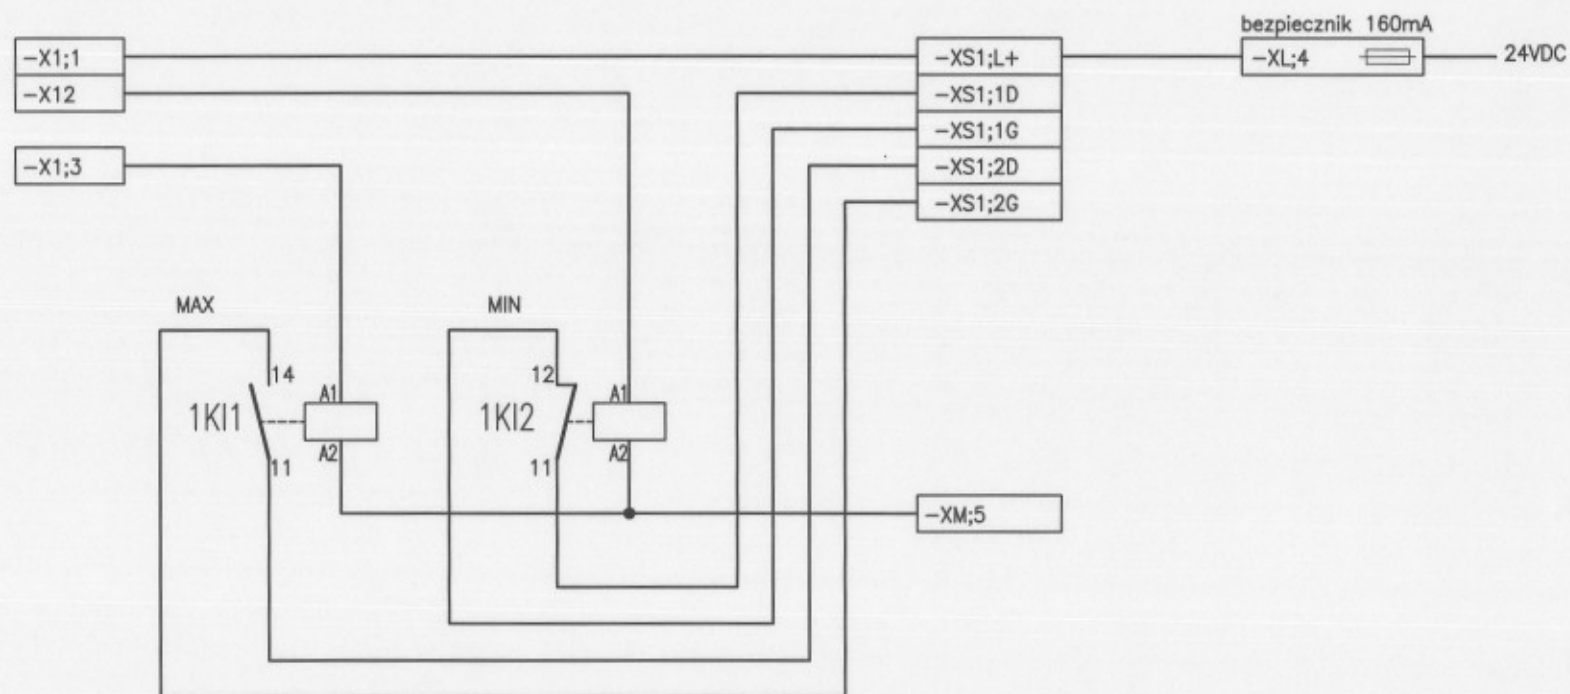 bezpiecznik 160mA
-X1;1
-XS1;L+
-XL;4
24VDC
-X12
-XS1;1D
-XS1;1G
-X1;3
-XS1;2D
-XS1;2G
MAX
MIN
14
A1
12
A1
1KI1
1KI2
A2
A2
11
11
-XM;5